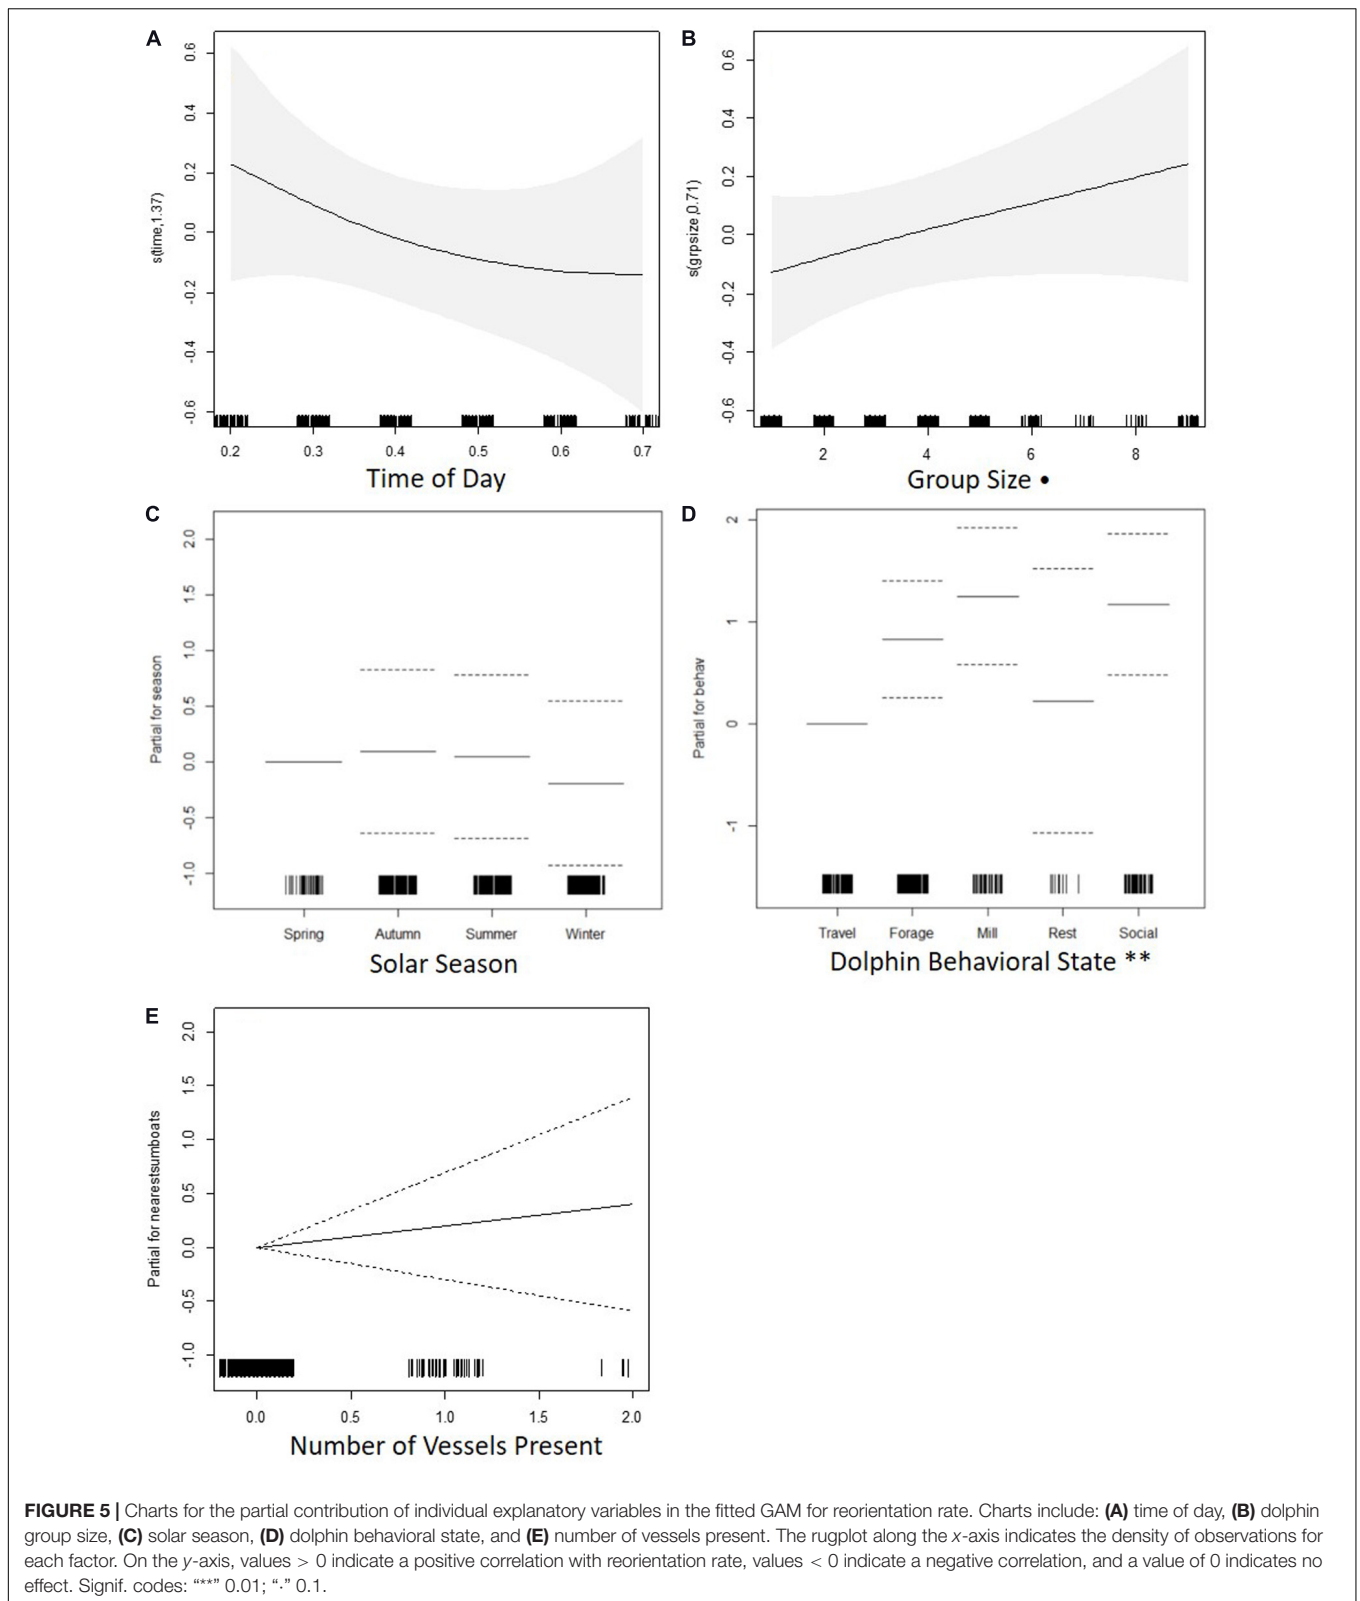 A
0.6
0.4
0.2
0.0
-0.2
-0.4
-0.6
s(time,1.37)
0.2 0.3 0.4 0.5 0.6 0.7
Time of Day
B
0.6
0.4
0.2
0.0
-0.2
-0.4
-0.6
s(grpsize,0.71)
2 4 6 8
Group Size •
C
2.0
1.5
1.0
0.5
0.0
-0.5
-1.0
Partial for season
Spring Autumn Summer Winter
Solar Season
D
2
1
0
-1
Partial for behav
Travel Forage Mill Rest Social
Dolphin Behavioral State **
E
2.0
1.5
1.0
0.5
0.0
-0.5
-1.0
Partial for nearestsumboats
0.0 0.5 1.0 1.5 2.0
Number of Vessels Present
FIGURE 5 | Charts for the partial contribution of individual explanatory variables in the fitted GAM for reorientation rate. Charts include: (A) time of day, (B) dolphin
group size, (C) solar season, (D) dolphin behavioral state, and (E) number of vessels present. The rugplot along the x-axis indicates the density of observations for
each factor. On the y-axis, values > 0 indicate a positive correlation with reorientation rate, values < 0 indicate a negative correlation, and a value of 0 indicates no
effect. Signif. codes: “**” 0.01; “·” 0.1.